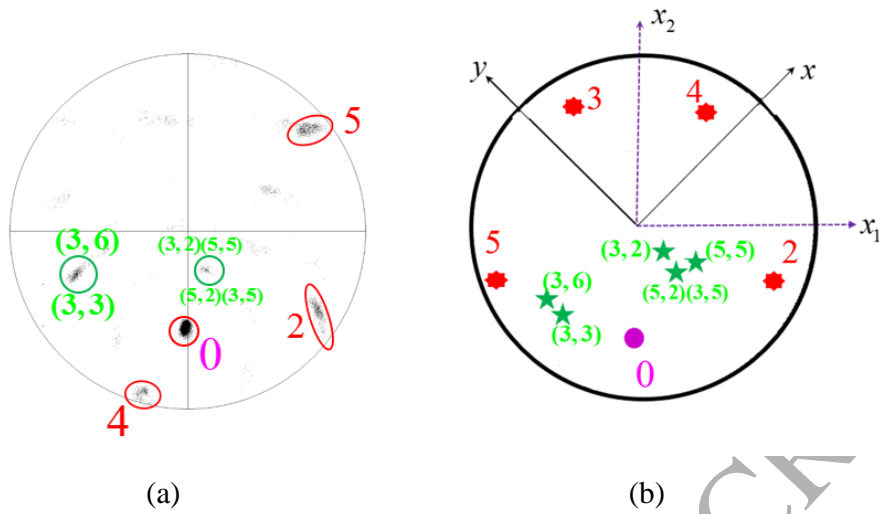 5
(3, 6)
(3, 3)
(3, 2)(5, 5)
(5, 2)(3, 5)
2
0
4
(a)
x₂
y
x
3
4
x₁
5
(3, 2)
(5, 5)
2
(3, 6)
(5, 2)(3, 5)
(3, 3)
0
(b)